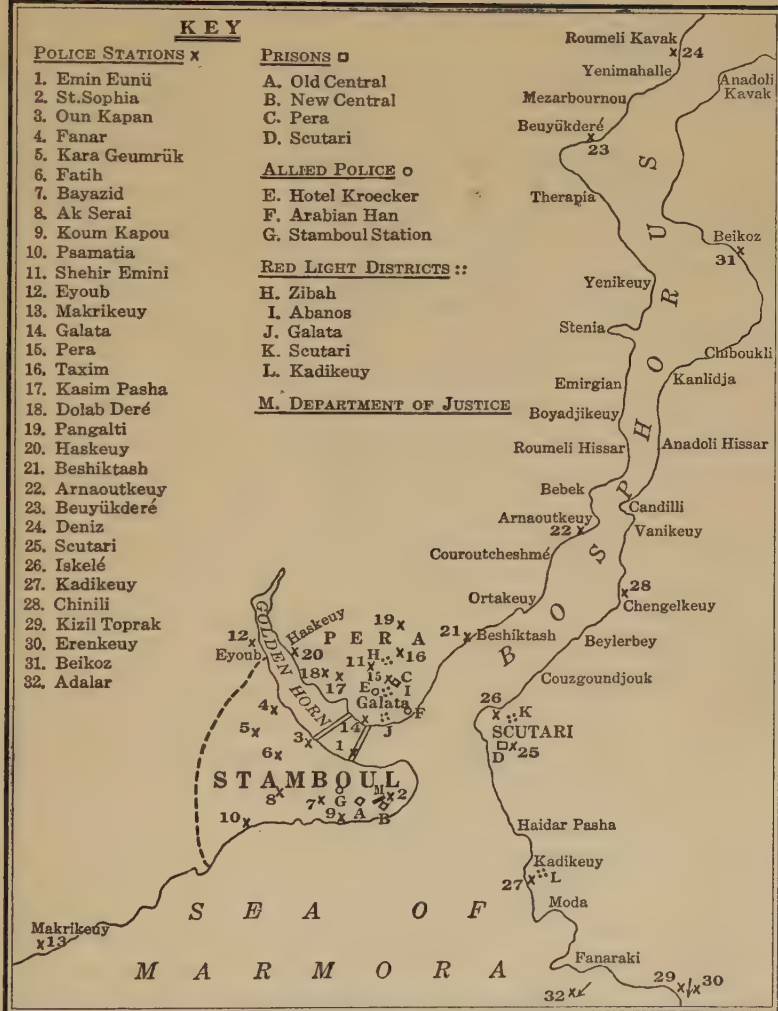 KEY
POLICE STATIONS x
1. Emin Eunü
2. St.Sophia
3. Oun Kapan
4. Fanar
5. Kara Geumrük
6. Fatih
7. Bayazid
8. Ak Serai
9. Koum Kapou
10. Psamatia
11. Shehir Emini
12. Eyoub
13. Makrikeuy
14. Galata
15. Pera
16. Taxim
17. Kasim Pasha
18. Dolab Deré
19. Pangalti
20. Haskeuy
21. Beshiktash
22. Arnaoutkeuy
23. Beuyükderé
24. Deniz
25. Scutari
26. Iskelé
27. Kadikeuy
28. Chinili
29. Kizil Toprak
30. Erenkeuy
31. Beikoz
32. Adalar
PRISONS
A. Old Central
B. New Central
C. Pera
D. Scutari
ALLIED POLICE o
E. Hotel Kroecker
F. Arabian Han
G. Stamboul Station
RED LIGHT DISTRICTS ::
H. Zibah
I. Abanos
J. Galata
K. Scutari
L. Kadikeuy
M. DEPARTMENT OF JUSTICE
Roumeli Kavak
x 24
Yenimahalle
Anadoli
Kavak
Mezarbournou
Beuyükderé
x
23
Therapia
Beikoz
x
31
Yenikeuy
Stenia
Chiboukli
Kanlidja
Emirgian
Boyadjikeuy
Roumeli Hissar
Anadoli Hissar
Bebek
Candilli
Arnaoutkeuy
22 x
Vanikeuy
Couroutcheshmé
x 28
Chengelkeuy
Ortakeuy
21 x
Beshiktash
Beylerbey
Couzgoundjouk
BOSPHORUS
GOLDEN HORN
Haskeuy
x 20
12 x
Eyoub
PERA
19 x
H
11 x
x 16
18 x
x 17
15 x
C
E
I
Galata
14 x
J
F
26
x
K
SCUTARI
D
x 25
4 x
5 x
6 x
3 x
1 x
STAMBOUL
8 x
7 x
G
M
x 2
9 x
A
B
10 x
Haidar Pasha
Kadikeuy
27 x
L
Moda
Fanaraki
29 x
x 30
32 x
Makrikeuy
x 13
SEA OF
MARMORA